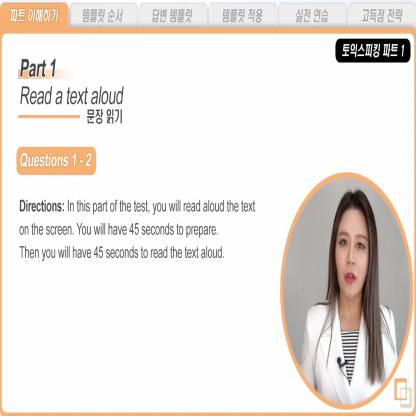 파트 이해하기
템플릿 순서
답변 템플릿
템플릿 적용
실전 연습
고득점 전략
토익스피킹 파트 1
Part 1
Read a text aloud
문장 읽기
Questions 1 - 2
Directions: In this part of the test, you will read aloud the text
on the screen. You will have 45 seconds to prepare.
Then you will have 45 seconds to read the text aloud.